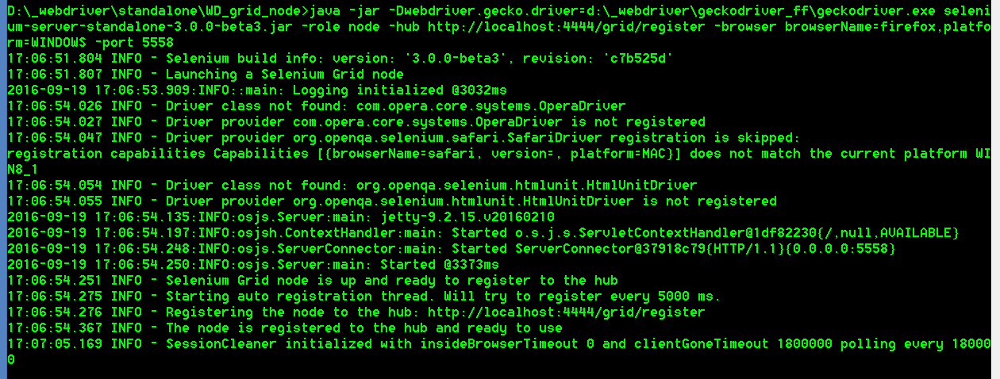 D:\_webdriver\standalone\WD_grid_node>java -jar -Dwebdriver.gecko.driver=d:\_webdriver\geckodriver_ff\geckodriver.exe seleni
um-server-standalone-3.0.0-beta3.jar -role node -hub http://localhost:4444/grid/register -browser browserName=firefox,platfo
rm=WINDOWS -port 5558
17:06:51.804 INFO - Selenium build info: version: '3.0.0-beta3', revision: 'c7b525d'
17:06:51.807 INFO - Launching a Selenium Grid node
2016-09-19 17:06:53.909:INFO::main: Logging initialized @3032ms
17:06:54.026 INFO - Driver class not found: com.opera.core.systems.OperaDriver
17:06:54.027 INFO - Driver provider com.opera.core.systems.OperaDriver is not registered
17:06:54.047 INFO - Driver provider org.openqa.selenium.safari.SafariDriver registration is skipped:
registration capabilities Capabilities [{browserName=safari, version=, platform=MAC}] does not match the current platform WI
N8_1
17:06:54.054 INFO - Driver class not found: org.openqa.selenium.htmlunit.HtmlUnitDriver
17:06:54.055 INFO - Driver provider org.openqa.selenium.htmlunit.HtmlUnitDriver is not registered
2016-09-19 17:06:54.135:INFO:osjs.Server:main: jetty-9.2.15.v20160210
2016-09-19 17:06:54.197:INFO:osjsh.ContextHandler:main: Started o.s.j.s.ServletContextHandler@1df82230{/,null,AVAILABLE}
2016-09-19 17:06:54.248:INFO:osjs.ServerConnector:main: Started ServerConnector@37918c79{HTTP/1.1}{0.0.0.0:5558}
2016-09-19 17:06:54.250:INFO:osjs.Server:main: Started @3373ms
17:06:54.251 INFO - Selenium Grid node is up and ready to register to the hub
17:06:54.275 INFO - Starting auto registration thread. Will try to register every 5000 ms.
17:06:54.276 INFO - Registering the node to the hub: http://localhost:4444/grid/register
17:06:54.367 INFO - The node is registered to the hub and ready to use
17:07:05.169 INFO - SessionCleaner initialized with insideBrowserTimeout 0 and clientGoneTimeout 1800000 polling every 18000
0